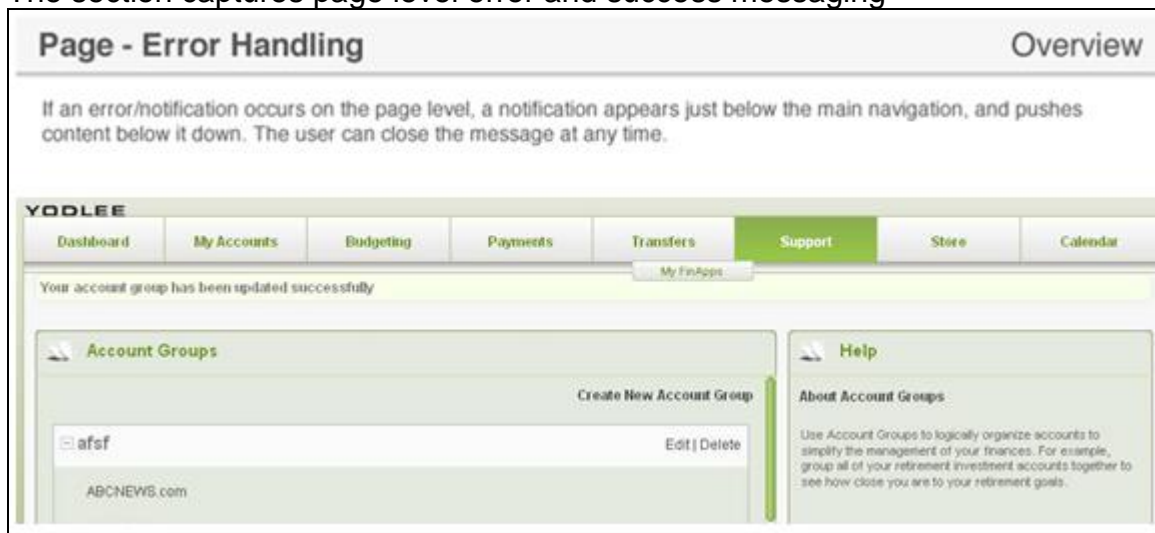 The section captures page level error and success messaging
Page - Error Handling Overview
If an error/notification occurs on the page level, a notification appears just below the main navigation, and pushes
content below it down. The user can close the message at any time.
YODLEE
Dashboard My Accounts Budgeting Payments Transfers Support Store Calendar
My FinApps
Your account group has been updated successfully
Account Groups
Create New Account Group
afsf Edit | Delete
ABCNEWS.com
Help
About Account Groups
Use Account Groups to logically organize accounts to
simplify the management of your finances. For example,
group all of your retirement investment accounts together to
see how close you are to your retirement goals.